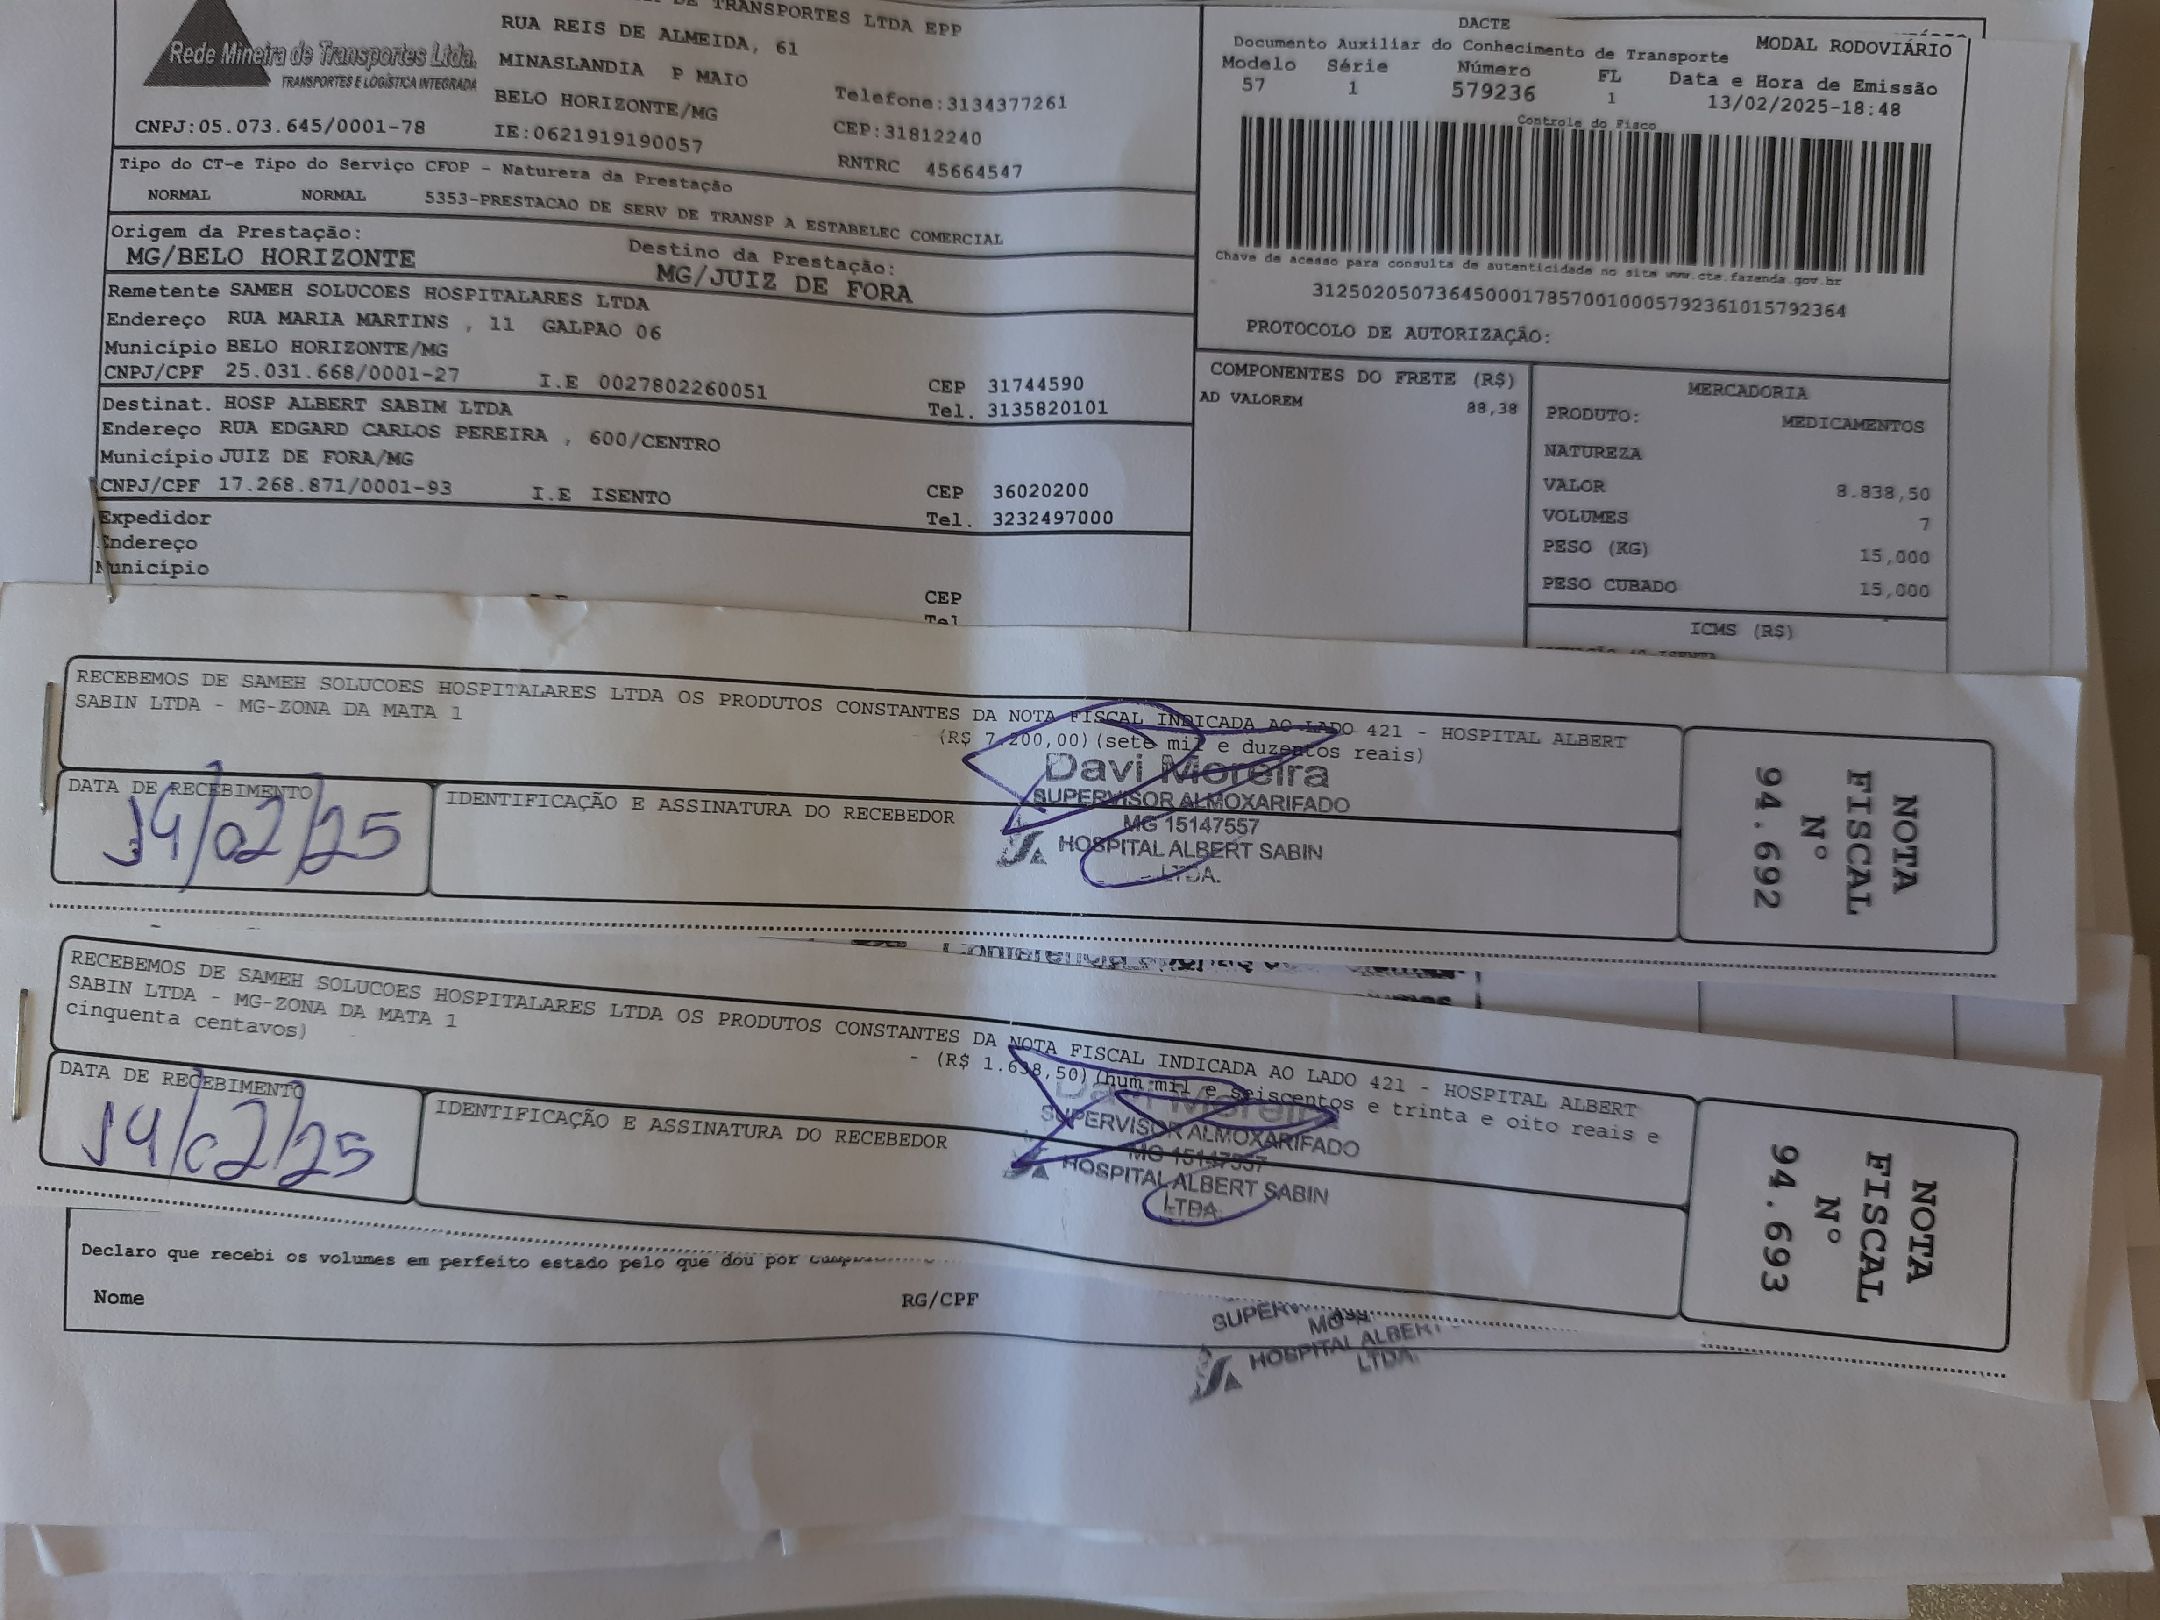 DE TRANSPORTES LTDA EPP
RUA REIS DE ALMEIDA, 61
MINASLANDIA P MAIO
BELO HORIZONTE/MG
Telefone:3134377261
CEP:31812240
IE:0621919190057
RNTRC 45664547
Rede Mineira de Transportes Ltda.
TRANSPORTES E LOGÍSTICA INTEGRADA
CNPJ:05.073.645/0001-78
DACTE
Documento Auxiliar do Conhecimento de Transporte
MODAL RODOVIÁRIO
Modelo Série Número FL Data e Hora de Emissão
57 1 579236 1 13/02/2025-18:48
Controle do Fisco
Chave de acesso para consulta de autenticidade no site www.cte.fazenda.gov.br
31250205073645000178570010005792361015792364
PROTOCOLO DE AUTORIZAÇÃO:
Tipo do CT-e Tipo do Serviço CFOP - Natureza da Prestação
NORMAL NORMAL 5353-PRESTACAO DE SERV DE TRANSP A ESTABELEC COMERCIAL
Origem da Prestação: Destino da Prestação:
MG/BELO HORIZONTE MG/JUIZ DE FORA
Remetente SAMEH SOLUCOES HOSPITALARES LTDA
Endereço RUA MARIA MARTINS , 11 GALPAO 06
Município BELO HORIZONTE/MG
CNPJ/CPF 25.031.668/0001-27 I.E 0027802260051 CEP 31744590
Tel. 3135820101
Destinat. HOSP ALBERT SABIM LTDA
Endereço RUA EDGARD CARLOS PEREIRA , 600/CENTRO
Município JUIZ DE FORA/MG
CNPJ/CPF 17.268.871/0001-93 I.E ISENTO CEP 36020200
Tel. 3232497000
Expedidor
Endereço
Município
CEP
Tel
COMPONENTES DO FRETE (R$)
AD VALOREM 88,38
MERCADORIA
PRODUTO: MEDICAMENTOS
NATUREZA
VALOR 8.838,50
VOLUMES 7
PESO (KG) 15,000
PESO CUBADO 15,000
ICMS (R$)
RECEBEMOS DE SAMEH SOLUCOES HOSPITALARES LTDA OS PRODUTOS CONSTANTES DA NOTA FISCAL INDICADA AO LADO 421 - HOSPITAL ALBERT
SABIN LTDA - MG-ZONA DA MATA 1 - (R$ 7.200,00) (sete mil e duzentos reais)
DATA DE RECEBIMENTO
14/02/25
IDENTIFICAÇÃO E ASSINATURA DO RECEBEDOR
Davi Moreira
SUPERVISOR ALMOXARIFADO
MG 15147557
HOSPITAL ALBERT SABIN
LTDA.
NOTA
FISCAL
Nº
94.692
RECEBEMOS DE SAMEH SOLUCOES HOSPITALARES LTDA OS PRODUTOS CONSTANTES DA NOTA FISCAL INDICADA AO LADO 421 - HOSPITAL ALBERT
SABIN LTDA - MG-ZONA DA MATA 1 - (R$ 1.638,50) (hum mil e seiscentos e trinta e oito reais e
cinquenta centavos)
DATA DE RECEBIMENTO
14/02/25
IDENTIFICAÇÃO E ASSINATURA DO RECEBEDOR
Davi Moreira
SUPERVISOR ALMOXARIFADO
MG 15147557
HOSPITAL ALBERT SABIN
LTDA.
NOTA
FISCAL
Nº
94.693
Declaro que recebi os volumes em perfeito estado pelo que dou por
Nome RG/CPF
HOSPITAL ALBERT
LTDA.